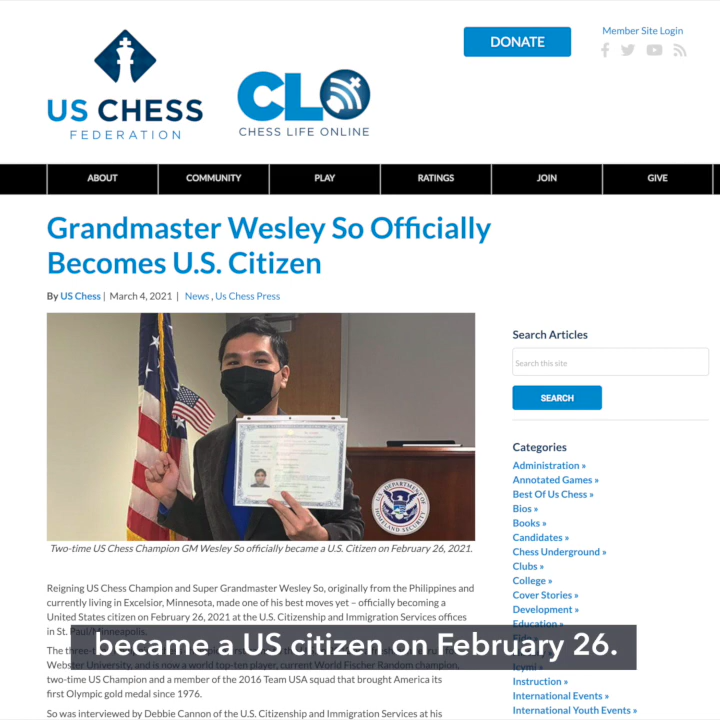 DONATE
Member Site Login
US CHESS
FEDERATION
CLO
CHESS LIFE ONLINE
ABOUT
COMMUNITY
PLAY
RATINGS
JOIN
GIVE
Grandmaster Wesley So Officially
Becomes U.S. Citizen
By US Chess | March 4, 2021 | News , Us Chess Press
U.S. DEPARTMENT OF
HOMELAND SECURITY
Two-time US Chess Champion GM Wesley So officially became a U.S. Citizen on February 26, 2021.
Reigning US Chess Champion and Super Grandmaster Wesley So, originally from the Philippines and
currently living in Excelsior, Minnesota, made one of his best moves yet – officially becoming a
United States citizen on February 26, 2021 at the U.S. Citizenship and Immigration Services offices
in St. Paul/Minneapolis.
The
Webster University, and is now a world top-ten player, current World Fischer Random champion,
two-time US Champion and a member of the 2016 Team USA squad that brought America its
first Olympic gold medal since 1976.
So was interviewed by Debbie Cannon of the U.S. Citizenship and Immigration Services at his
Search Articles
Search this site
SEARCH
Categories
Administration »
Annotated Games »
Best Of Us Chess »
Bios »
Books »
Candidates »
Chess Underground »
Clubs »
College »
Cover Stories »
Development »
Education »
Instruction »
International Events »
International Youth Events »
became a US citizen on February 26.